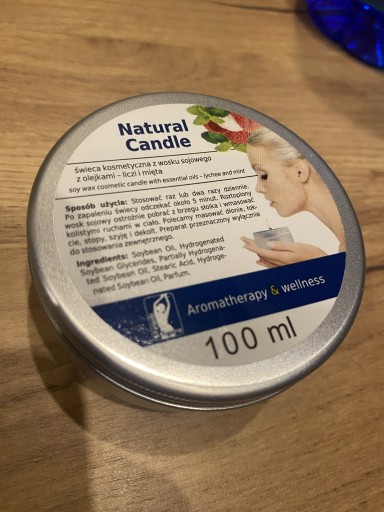 Natural
Candle
świeca kosmetyczna z wosku sojowego
z olejkami – liczi i mięta
soy wax cosmetic candle with essential oils – lychee and mint
Sposób użycia: Stosować raz lub dwa razy dziennie.
Po zapaleniu świecy odczekać około 5 minut. Roztopiony
wosk sojowy ostrożnie pobrać z brzegu słoika i wmasować
kolistymi ruchami w ciało. Polecamy masować dłonie, łok-
cie, stopy, szyję i dekolt. Preparat przeznaczony wyłącznie
do stosowania zewnętrznego.
Ingredients: Soybean Oil, Hydrogenated
Soybean Glycerides, Partially Hydrogena-
ted Soybean Oil, Stearic Acid, Hydroge-
nated Soybean Oil, Parfum.
Aromatherapy & wellness
100 ml